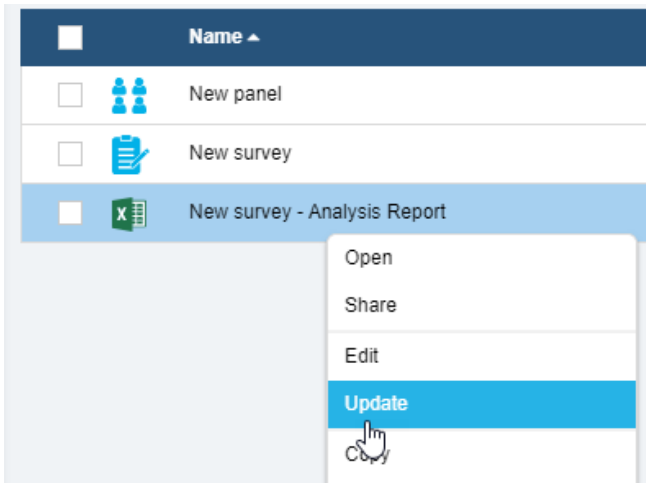 Name
New panel
New survey
New survey - Analysis Report
Open
Share
Edit
Update
Copy